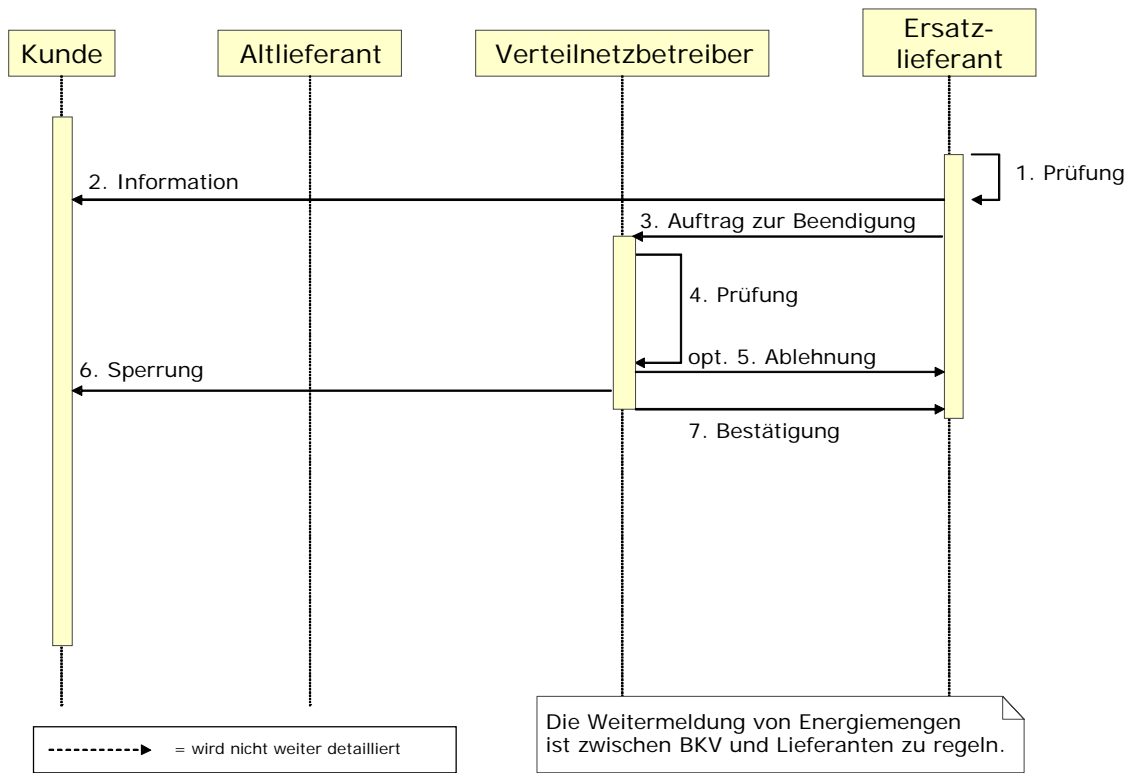 Kunde
Altlieferant
Verteilnetzbetreiber
Ersatz-
lieferant
1. Prüfung
2. Information
3. Auftrag zur Beendigung
4. Prüfung
opt. 5. Ablehnung
6. Sperrung
7. Bestätigung
Die Weitermeldung von Energiemengen
ist zwischen BKV und Lieferanten zu regeln.
= wird nicht weiter detailliert